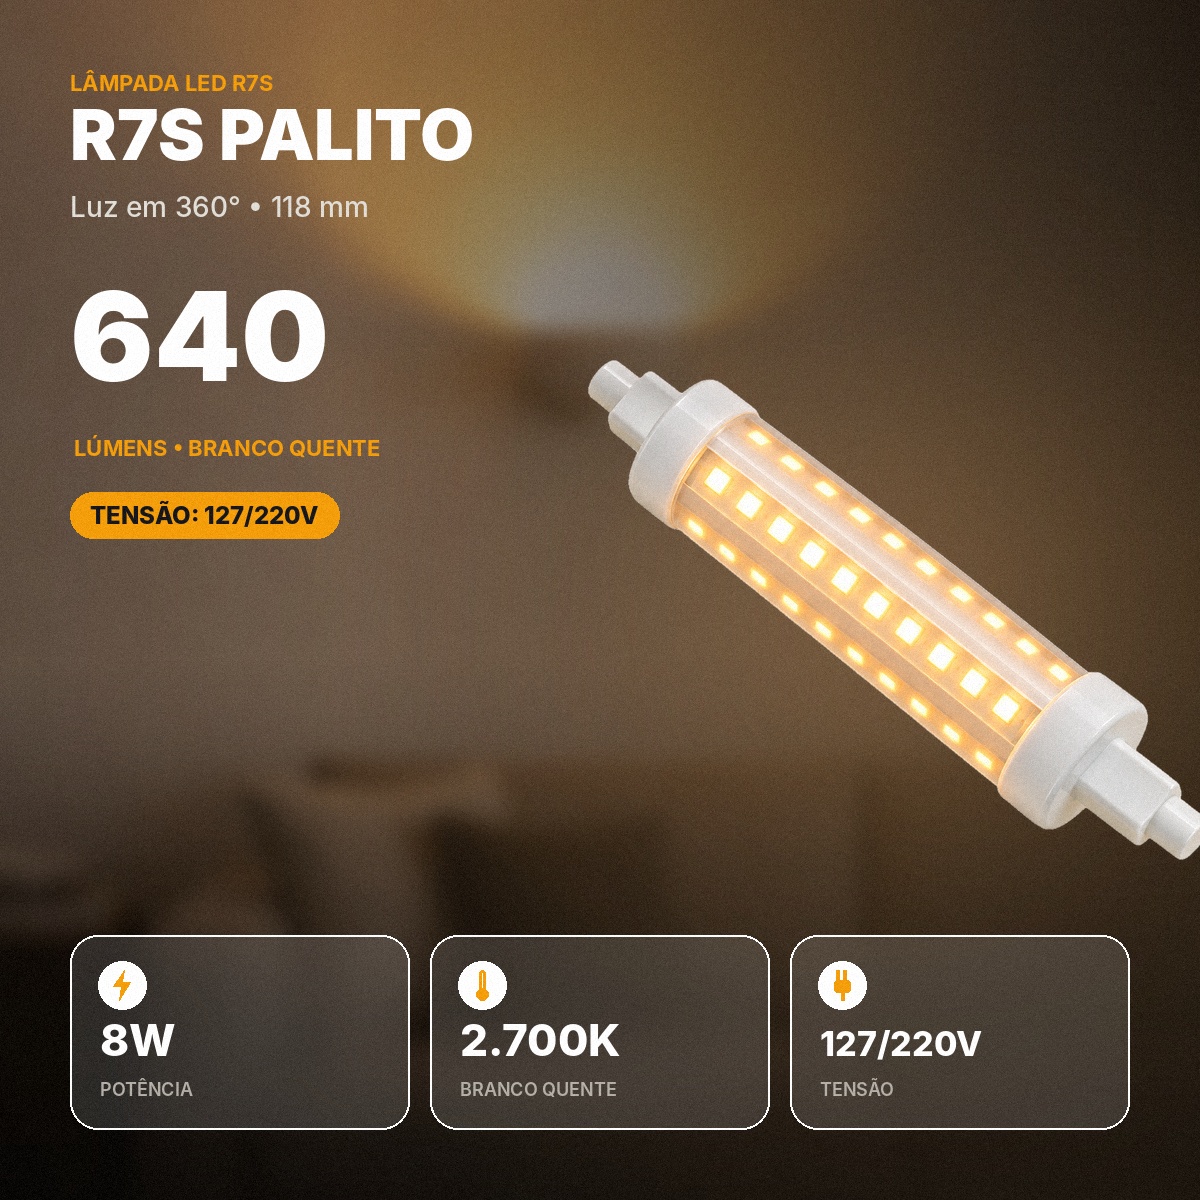 LÂMPADA LED R7S
R7S PALITO
Luz em 360° • 118 mm
640
LÚMENS • BRANCO QUENTE
TENSÃO: 127/220V
8W
POTÊNCIA
2.700K
BRANCO QUENTE
127/220V
TENSÃO